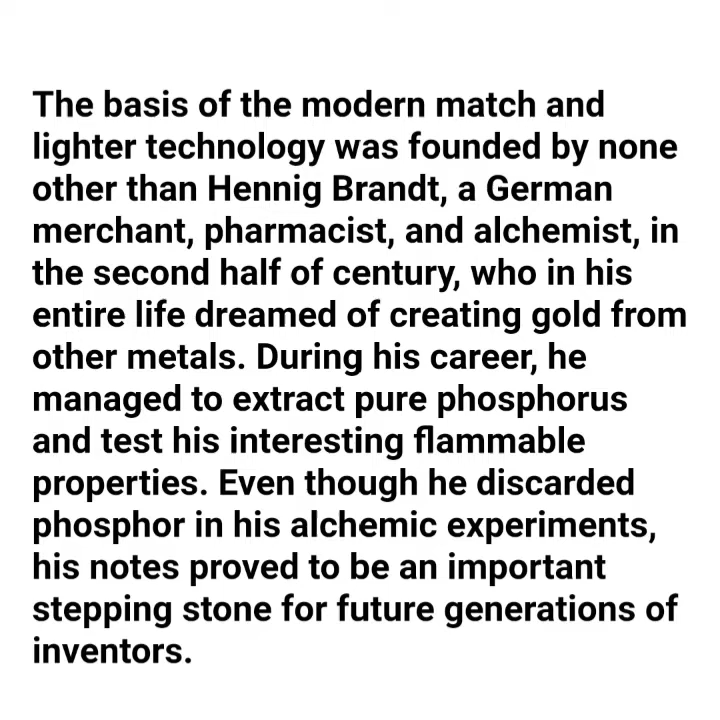 The basis of the modern match and
lighter technology was founded by none
other than Hennig Brandt, a German
merchant, pharmacist, and alchemist, in
the second half of century, who in his
entire life dreamed of creating gold from
other metals. During his career, he
managed to extract pure phosphorus
and test his interesting flammable
properties. Even though he discarded
phosphor in his alchemic experiments,
his notes proved to be an important
stepping stone for future generations of
inventors.